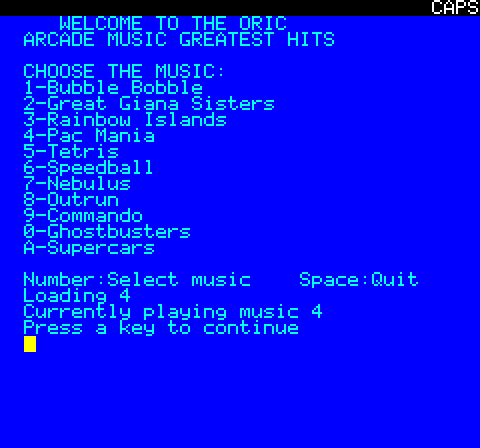 CAPS
WELCOME TO THE ORIC
ARCADE MUSIC GREATEST HITS
CHOOSE THE MUSIC:
1-Bubble Bobble
2-Great Giana Sisters
3-Rainbow Islands
4-Pac Mania
5-Tetris
6-Speedball
7-Nebulus
8-Outrun
9-Commando
0-Ghostbusters
A-Supercars
Number:Select music    Space:Quit
Loading 4
Currently playing music 4
Press a key to continue